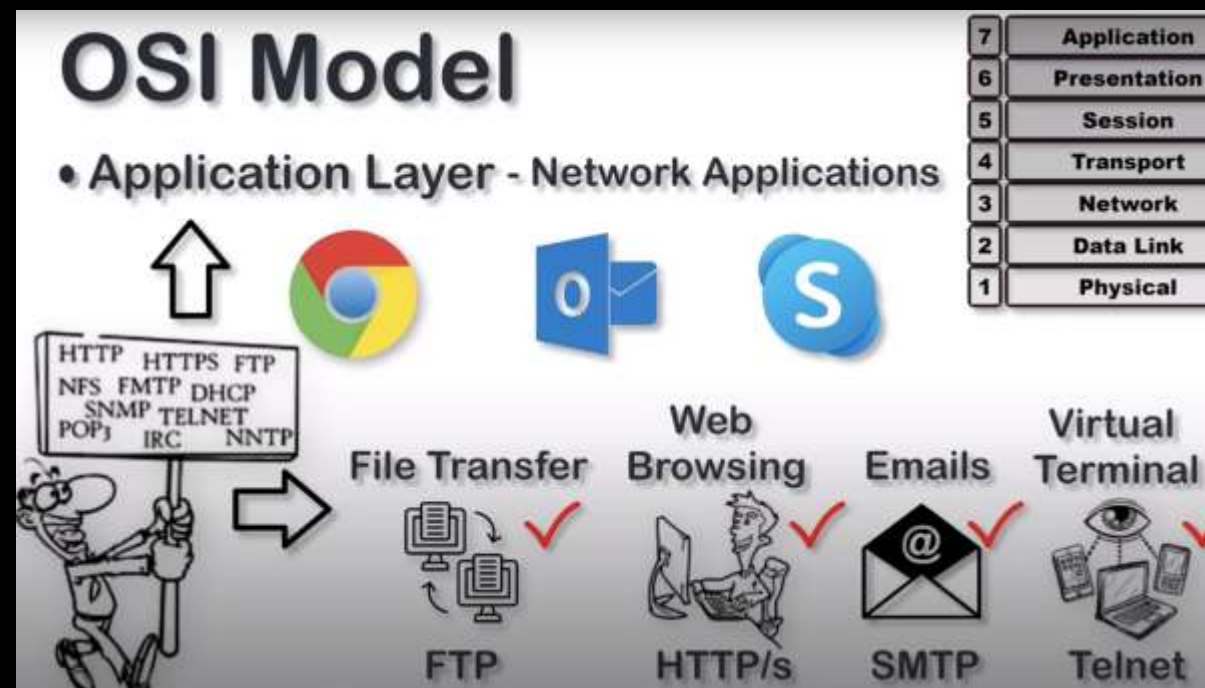 OSI Model
• Application Layer - Network Applications
7 Application
6 Presentation
5 Session
4 Transport
3 Network
2 Data Link
1 Physical
O
S
HTTP HTTPS FTP
NFS FMTP DHCP
SNMP TELNET
POP3 IRC NNTP
File Transfer
Web
Browsing
Emails
Virtual
Terminal
@
FTP
HTTP/s
SMTP
Telnet